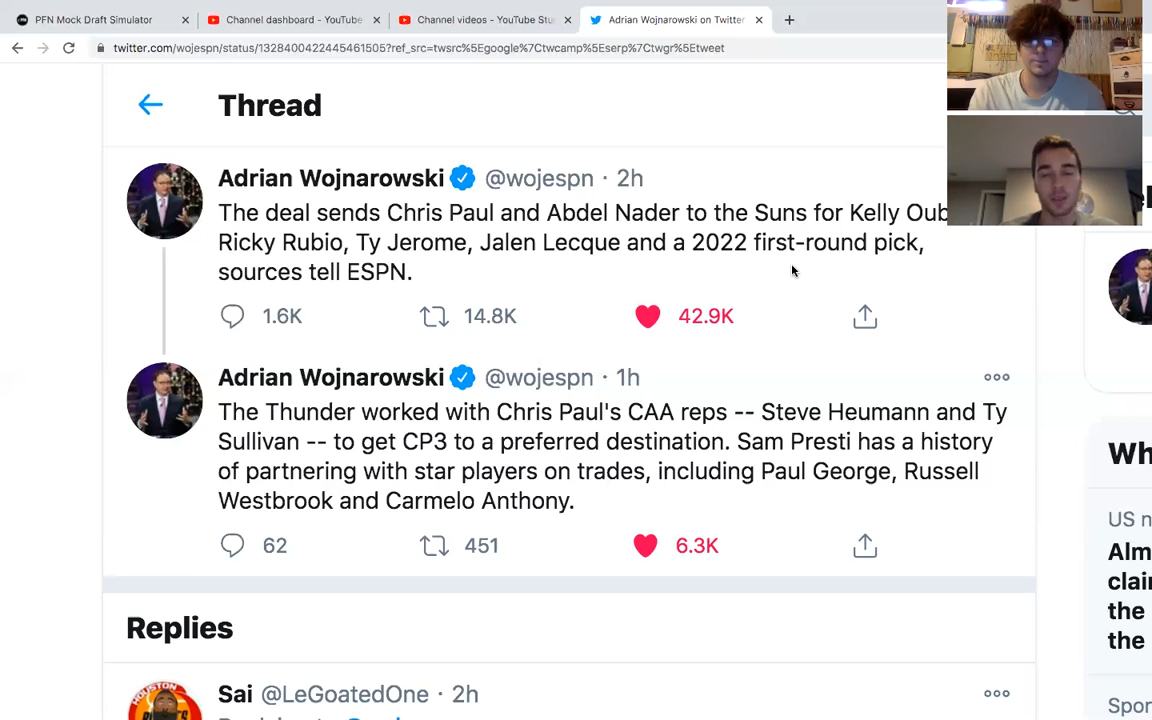 PFN Mock Draft Simulator
Channel dashboard - YouTube
Channel videos - YouTube Stu
Adrian Wojnarowski on Twitter
twitter.com/wojespn/status/1328400422445461505?ref_src=twsrc%5Egoogle%7Ctwcamp%5Eserp%7Ctwgr%5Etweet
Thread
Adrian Wojnarowski @wojespn · 2h
The deal sends Chris Paul and Abdel Nader to the Suns for Kelly Oub
Ricky Rubio, Ty Jerome, Jalen Lecque and a 2022 first-round pick,
sources tell ESPN.
1.6K 14.8K 42.9K
Adrian Wojnarowski @wojespn · 1h
The Thunder worked with Chris Paul's CAA reps -- Steve Heumann and Ty
Sullivan -- to get CP3 to a preferred destination. Sam Presti has a history
of partnering with star players on trades, including Paul George, Russell
Westbrook and Carmelo Anthony.
62 451 6.3K
Replies
Sai @LeGoatedOne · 2h
HOUSTON
Wh
US n
Alm
clai
the
the
Spor